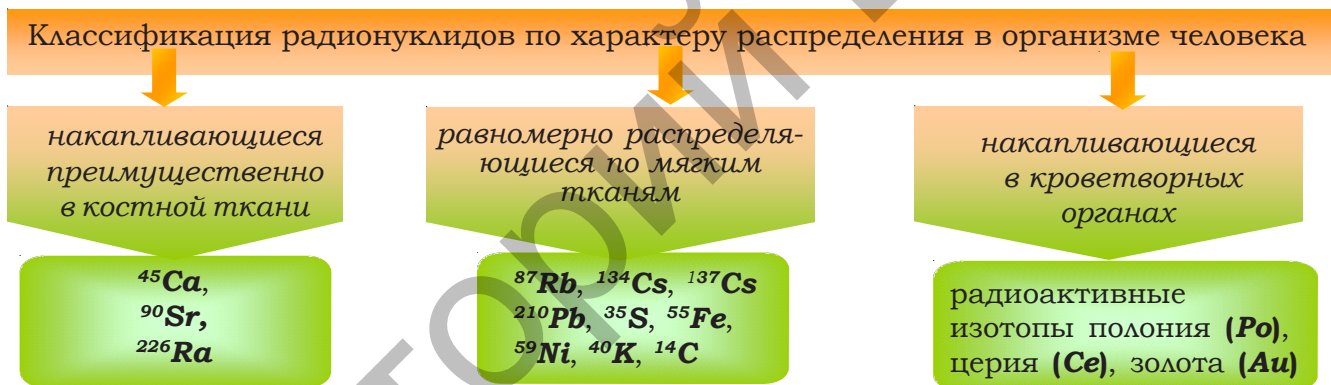 Классификация радионуклидов по характеру распределения в организме человека
накапливающиеся
преимущественно
в костной ткани
⁴⁵Ca,
⁹⁰Sr,
²²⁶Ra
равномерно распределя-
ющиеся по мягким
тканям
⁸⁷Rb, ¹³⁴Cs, ¹³⁷Cs
²¹⁰Pb, ³⁵S, ⁵⁵Fe,
⁵⁹Ni, ⁴⁰K, ¹⁴C
накапливающиеся
в кроветворных
органах
радиоактивные
изотопы полония (Po),
церия (Ce), золота (Au)